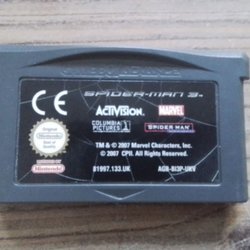 SPIDER-MAN 3
CE
ACTIVISION
MARVEL
COLUMBIA
PICTURES
SPIDER MAN
Nintendo
TM & © 2007 Marvel Characters, Inc.
© 2007 CPII. All Rights Reserved.
81997.133.UK
AGB-BI3P-UKV